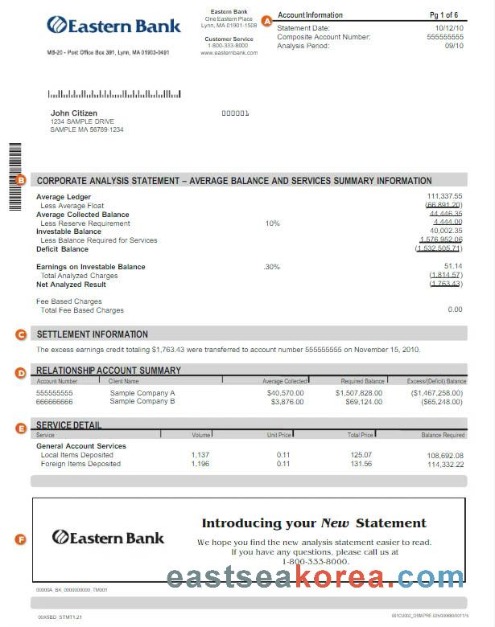 Eastern Bank
MB-20 - Post Office Box 391, Lynn, MA 01903-0491
Eastern Bank
One Eastern Place
Lynn, MA 01901-1508
Customer Service
1-800-333-8000
www.easternbank.com
A
Account Information Pg 1 of 6
Statement Date: 10/12/10
Composite Account Number: 555555555
Analysis Period: 09/10
John Citizen 000001
1234 SAMPLE DRIVE
SAMPLE MA 56789 1234
B
CORPORATE ANALYSIS STATEMENT – AVERAGE BALANCE AND SERVICES SUMMARY INFORMATION
Average Ledger 111,337.55
Less Average Float (66,891.20)
Average Collected Balance 44,446.35
Less Reserve Requirement 10% 4,444.00
Investable Balance 40,002.35
Less Balance Required for Services 1,576,952.06
Deficit Balance (1,532,505.71)
Earnings on Investable Balance .30% 51.14
Total Analyzed Charges (1,814.57)
Net Analyzed Result (1,763.43)
Fee Based Charges
Total Fee Based Charges 0.00
C
SETTLEMENT INFORMATION
The excess earnings credit totaling $1,763.43 were transferred to account number 555555555 on November 15, 2010.
D
RELATIONSHIP ACCOUNT SUMMARY
Account Number Client Name Average Collected Required Balance Excess(Deficit) Balance
555555555 Sample Company A $40,570.00 $1,507,828.00 ($1,467,258.00)
666666666 Sample Company B $3,876.00 $69,124.00 ($65,248.00)
E
SERVICE DETAIL
Service Volume Unit Price Total Price Balance Required
General Account Services
Local Items Deposited 1,137 0.11 125.07 108,692.08
Foreign Items Deposited 1,196 0.11 131.56 114,332.22
F
Eastern Bank
Introducing your New Statement
We hope you find the new analysis statement easier to read.
If you have any questions, please call us at
1-800-333-8000.
eastseakorea.com